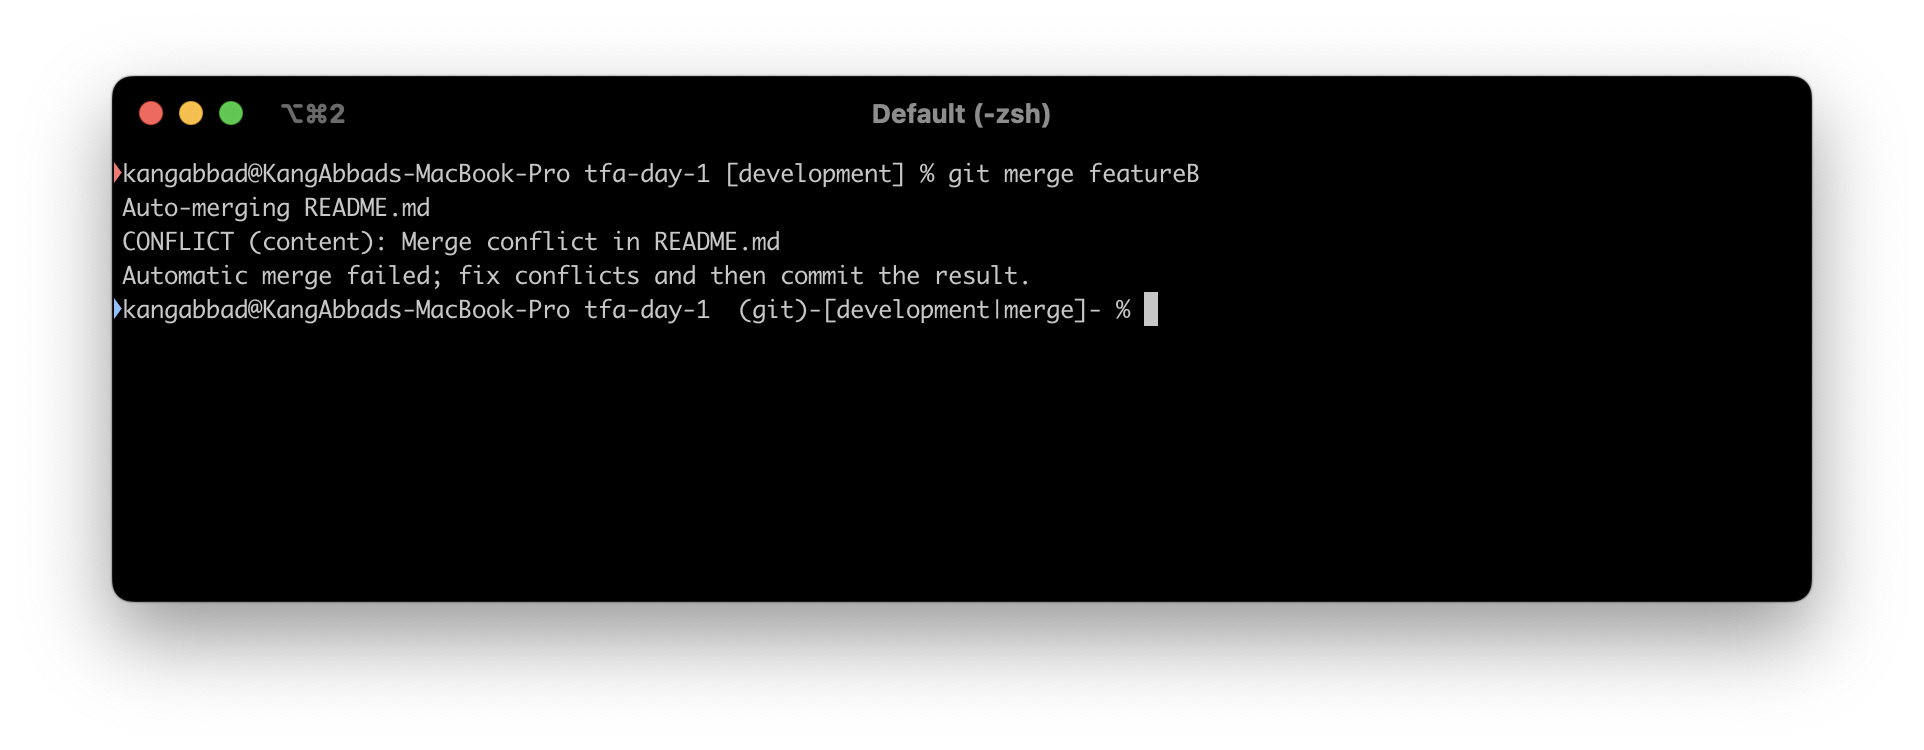 ⌥⌘2
Default (-zsh)
kangabbad@KangAbbads-MacBook-Pro tfa-day-1 [development] % git merge featureB
Auto-merging README.md
CONFLICT (content): Merge conflict in README.md
Automatic merge failed; fix conflicts and then commit the result.
kangabbad@KangAbbads-MacBook-Pro tfa-day-1  (git)-[development|merge]- %